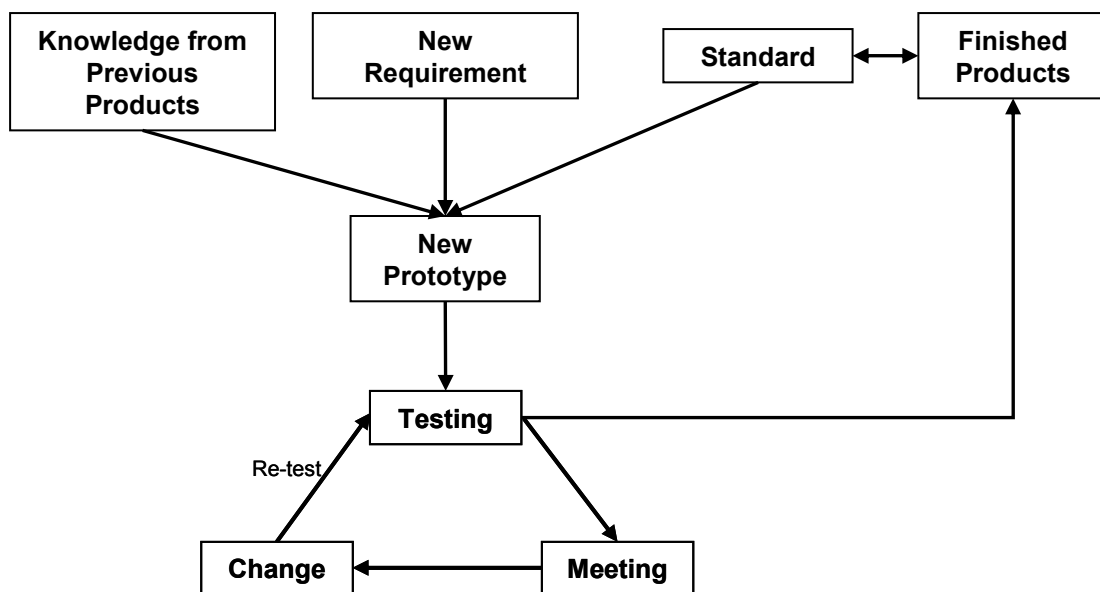 Knowledge from
Previous
Products
New
Requirement
Standard
Finished
Products
New
Prototype
Testing
Re-test
Change
Meeting